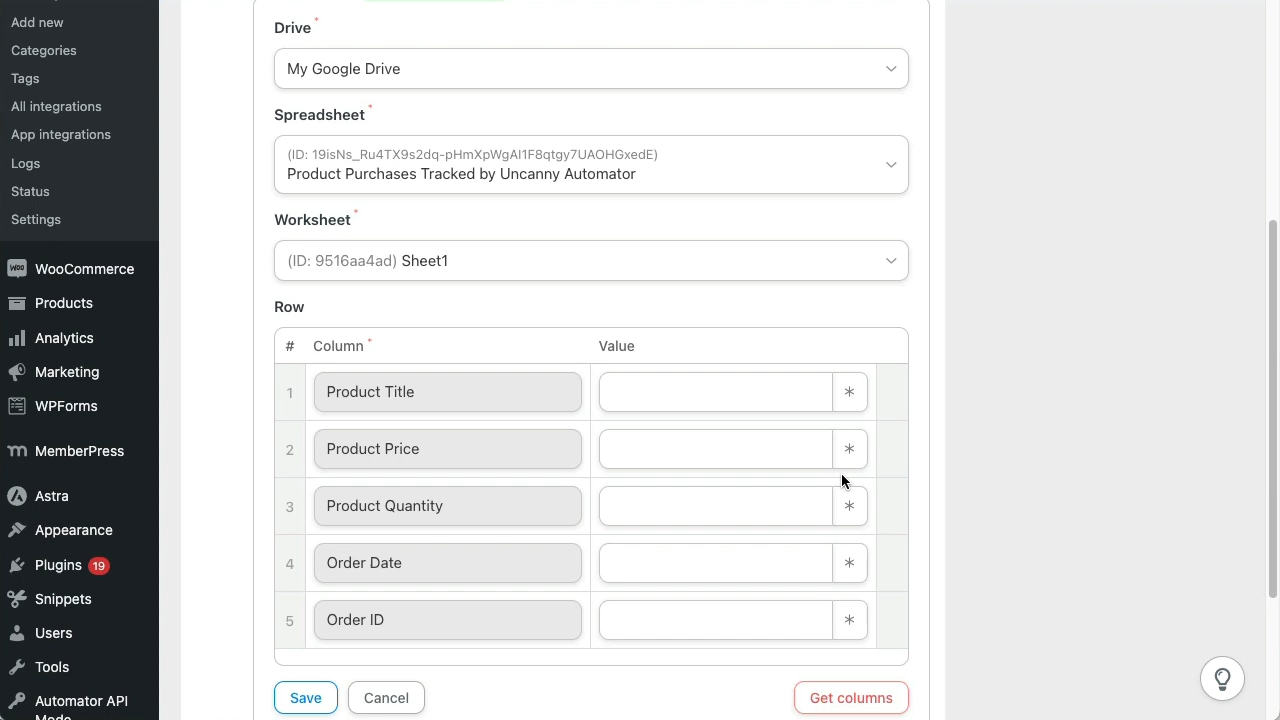 Add new
Categories
Tags
All integrations
App integrations
Logs
Status
Settings
WooCommerce
Products
Analytics
Marketing
WPForms
MemberPress
Astra
Appearance
Plugins 19
Snippets
Users
Tools
Automator API
Drive *
My Google Drive
Spreadsheet *
(ID: 19isNs_Ru4TX9s2dq-pHmXpWgAI1F8qtgy7UAOHGxedE)
Product Purchases Tracked by Uncanny Automator
Worksheet *
(ID: 9516aa4ad) Sheet1
Row
# Column * Value
1 Product Title *
2 Product Price *
3 Product Quantity *
4 Order Date *
5 Order ID *
Save Cancel Get columns